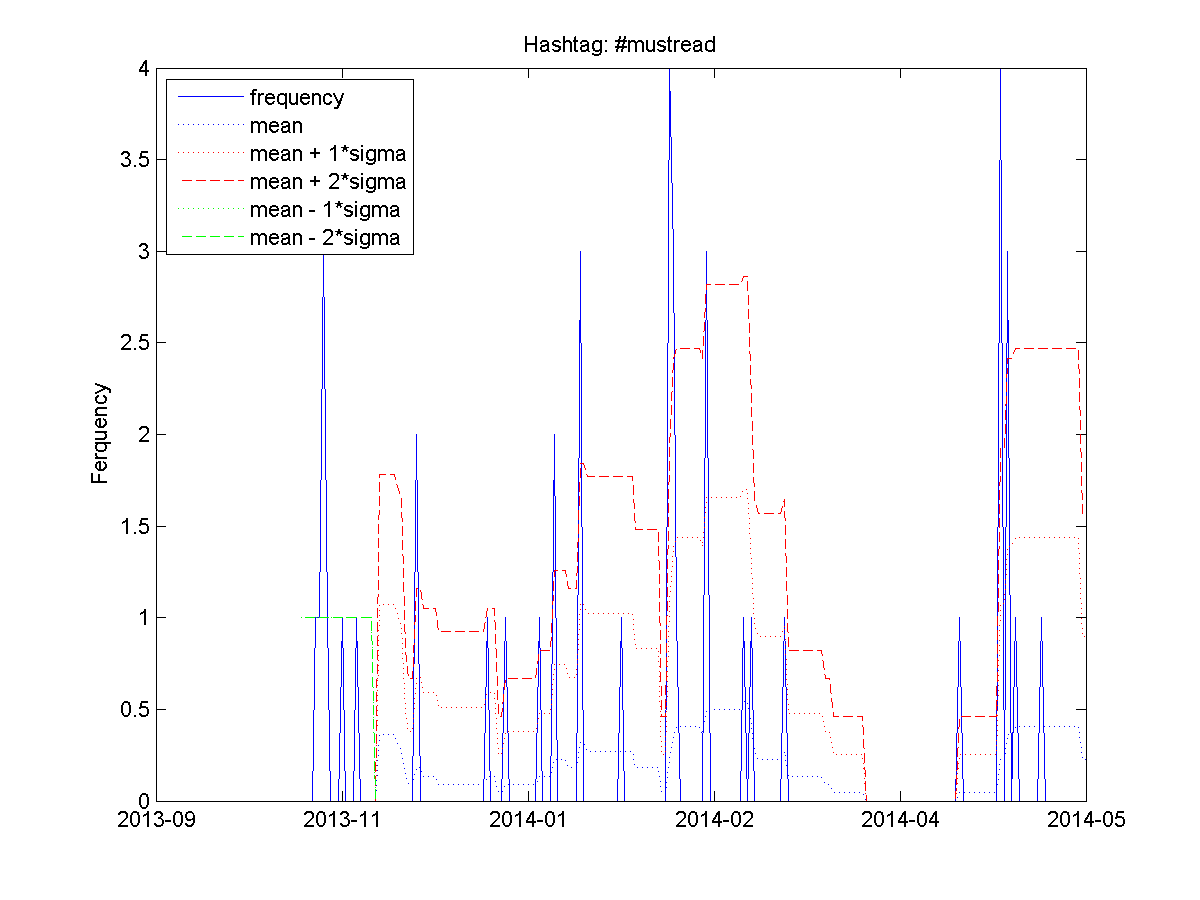 Hashtag: #mustread
4
3.5
3
2.5
2
1.5
1
0.5
0
Ferquency
frequency
mean
mean + 1*sigma
mean + 2*sigma
mean - 1*sigma
mean - 2*sigma
2013-09
2013-11
2014-01
2014-02
2014-04
2014-05